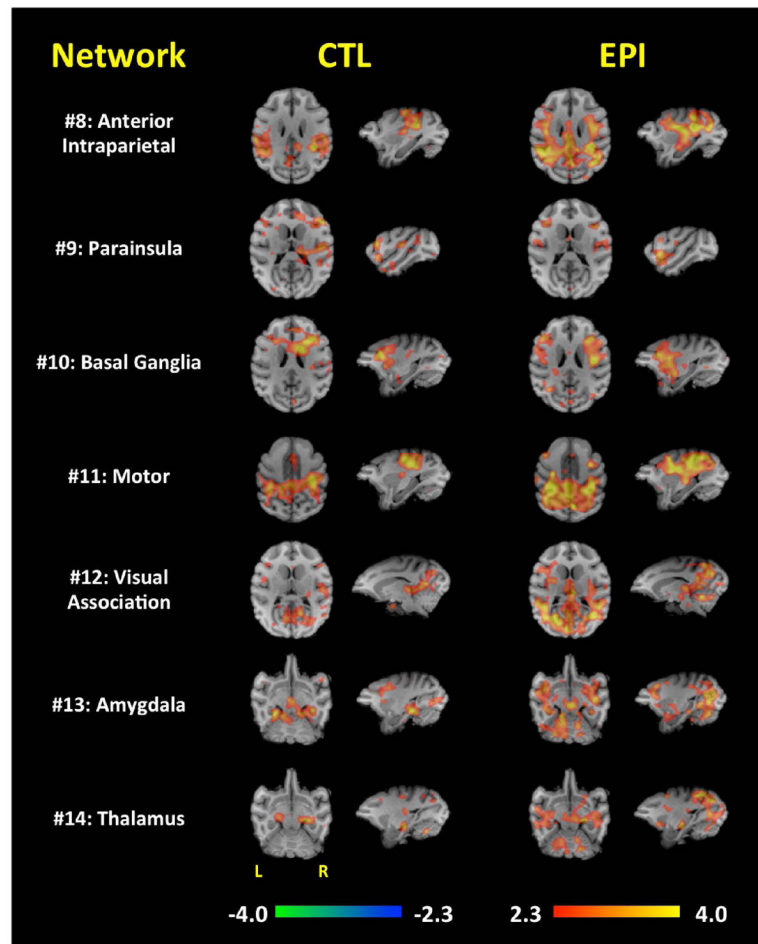 Network CTL EPI
#8: Anterior
Intraparietal
#9: Parainsula
#10: Basal Ganglia
#11: Motor
#12: Visual
Association
#13: Amygdala
#14: Thalamus
L R
-4.0 -2.3 2.3 4.0